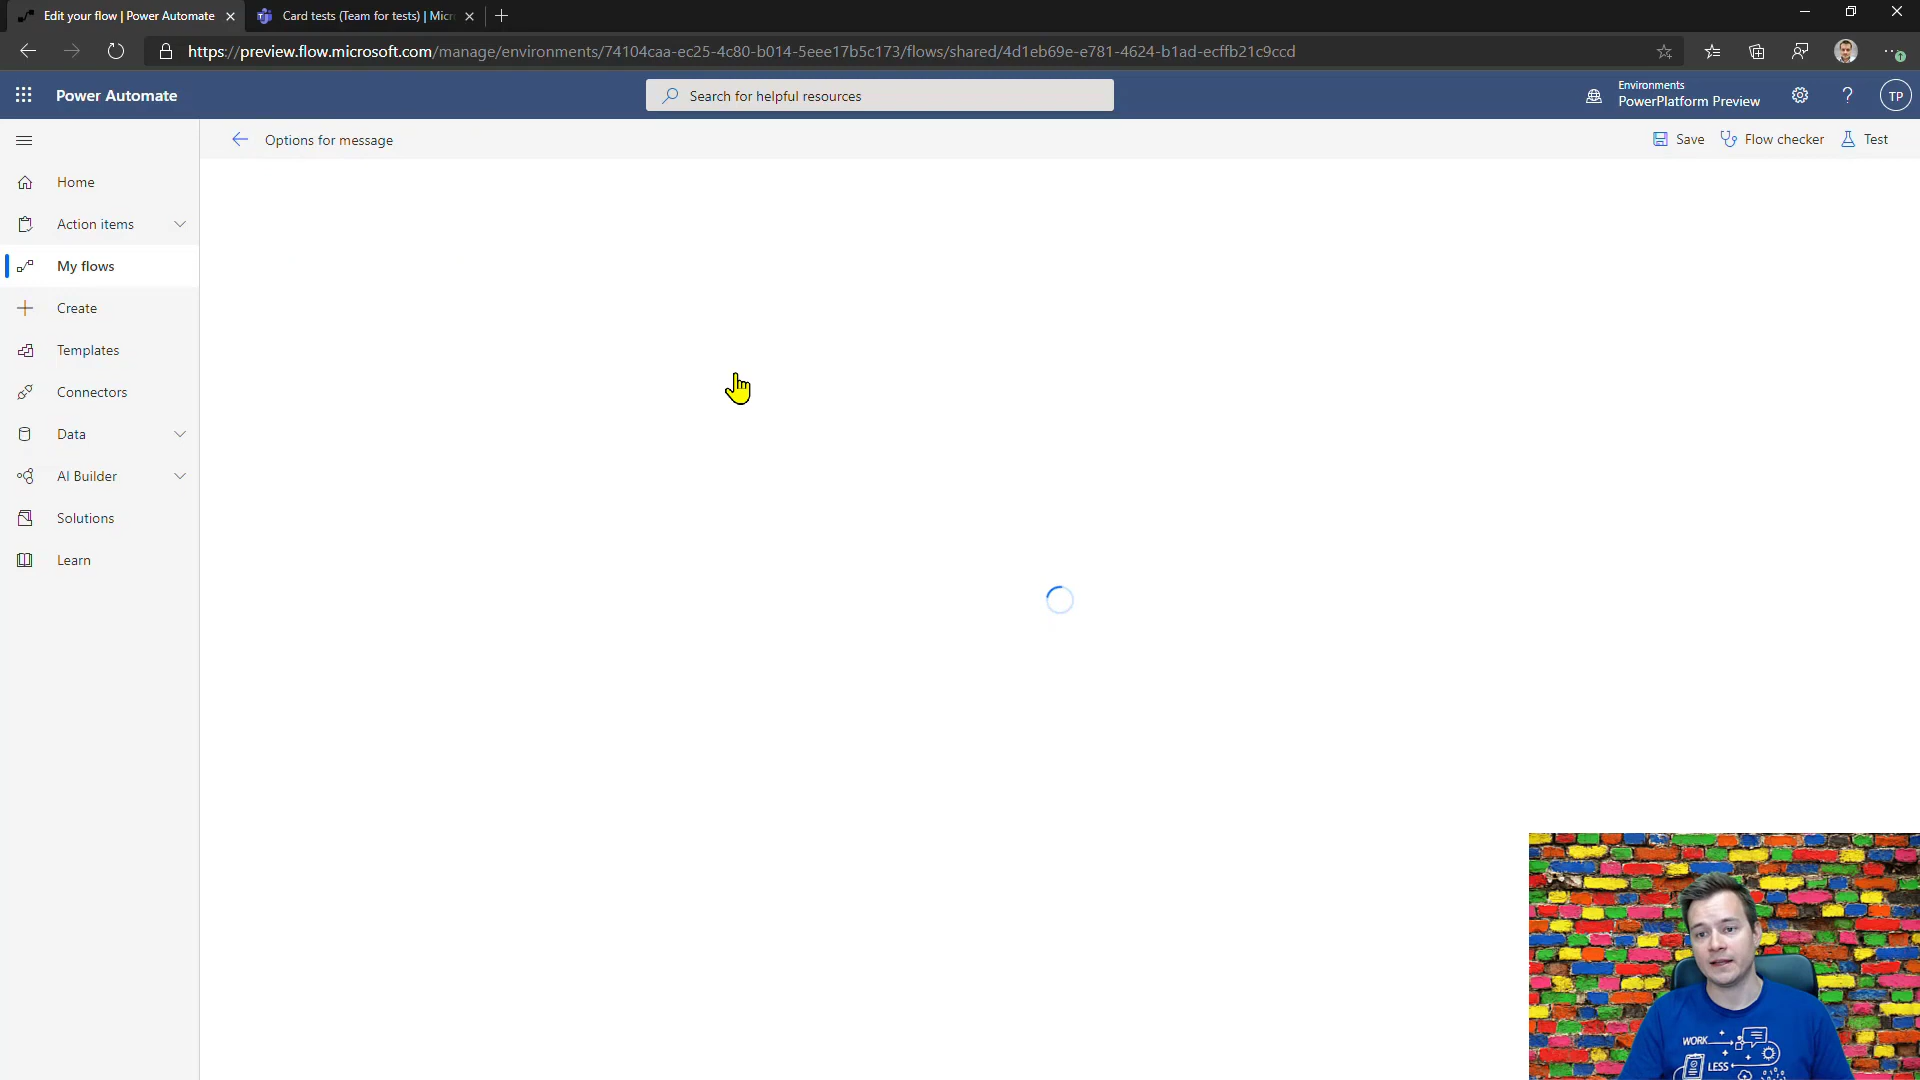 Edit your flow | Power Automate
Card tests (Team for tests) | Micr
https://preview.flow.microsoft.com/manage/environments/74104caa-ec25-4c80-b014-5eee17b5c173/flows/shared/4d1eb69e-e781-4624-b1ad-ecffb21c9ccd
Power Automate
Search for helpful resources
Environments
PowerPlatform Preview
?
TP
Options for message
Save
Flow checker
Test
Home
Action items
My flows
Create
Templates
Connectors
Data
AI Builder
Solutions
Learn
WORK
LESS